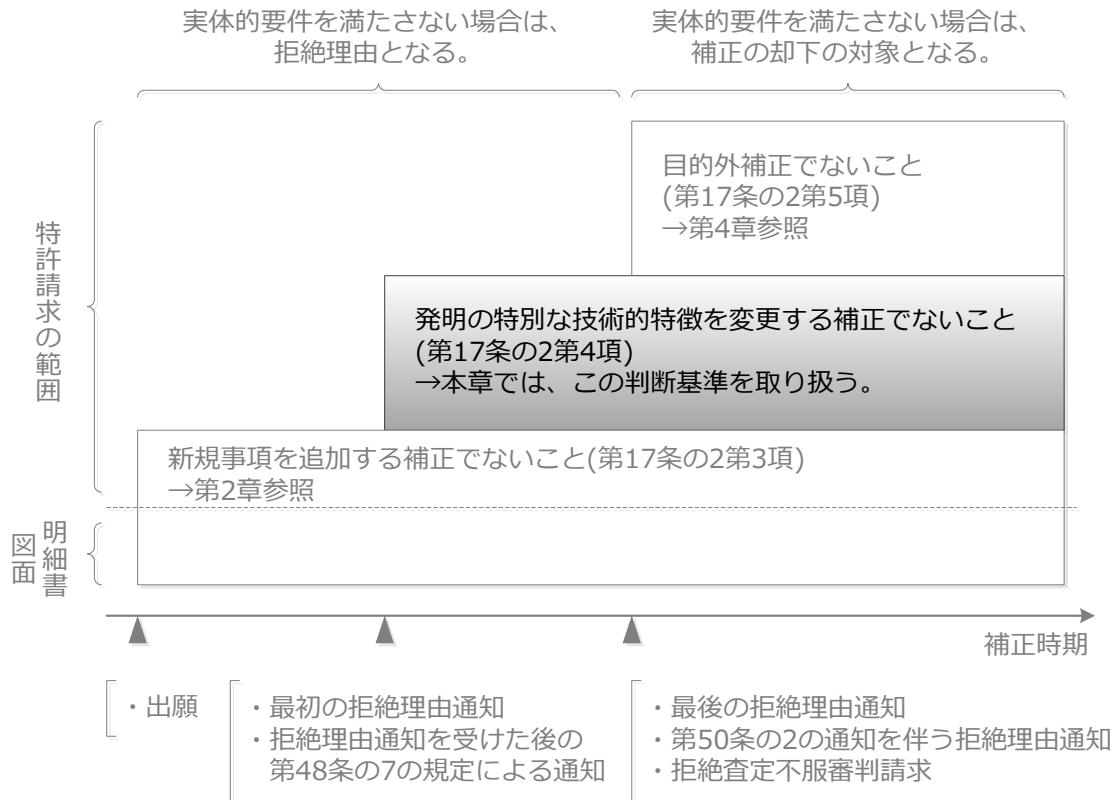 実体的要件を満たさない場合は、
拒絶理由となる。
実体的要件を満たさない場合は、
補正の却下の対象となる。
特許請求の範囲
目的外補正でないこと
(第17条の2第5項)
→第4章参照
発明の特別な技術的特徴を変更する補正でないこと
(第17条の2第4項)
→本章では、この判断基準を取り扱う。
新規事項を追加する補正でないこと(第17条の2第3項)
→第2章参照
明細書
図面
補正時期
・出願
・最初の拒絶理由通知
・拒絶理由通知を受けた後の
第48条の7の規定による通知
・最後の拒絶理由通知
・第50条の2の通知を伴う拒絶理由通知
・拒絶査定不服審判請求